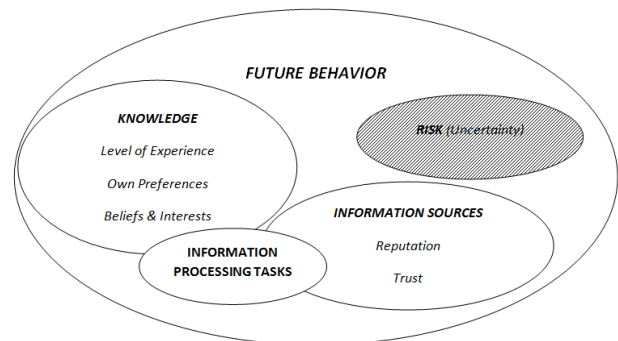 FUTURE BEHAVIOR
KNOWLEDGE
Level of Experience
Own Preferences
Beliefs & Interests
RISK (Uncertainty)
INFORMATION SOURCES
Reputation
Trust
INFORMATION
PROCESSING TASKS